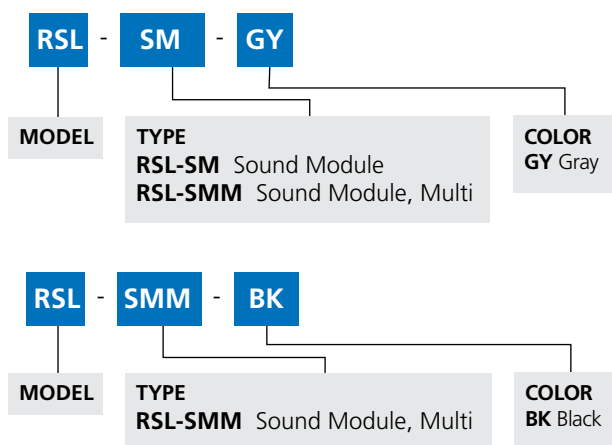 RSL - SM - GY
MODEL
TYPE
RSL-SM Sound Module
RSL-SMM Sound Module, Multi
COLOR
GY Gray
RSL - SMM - BK
MODEL
TYPE
RSL-SMM Sound Module, Multi
COLOR
BK Black